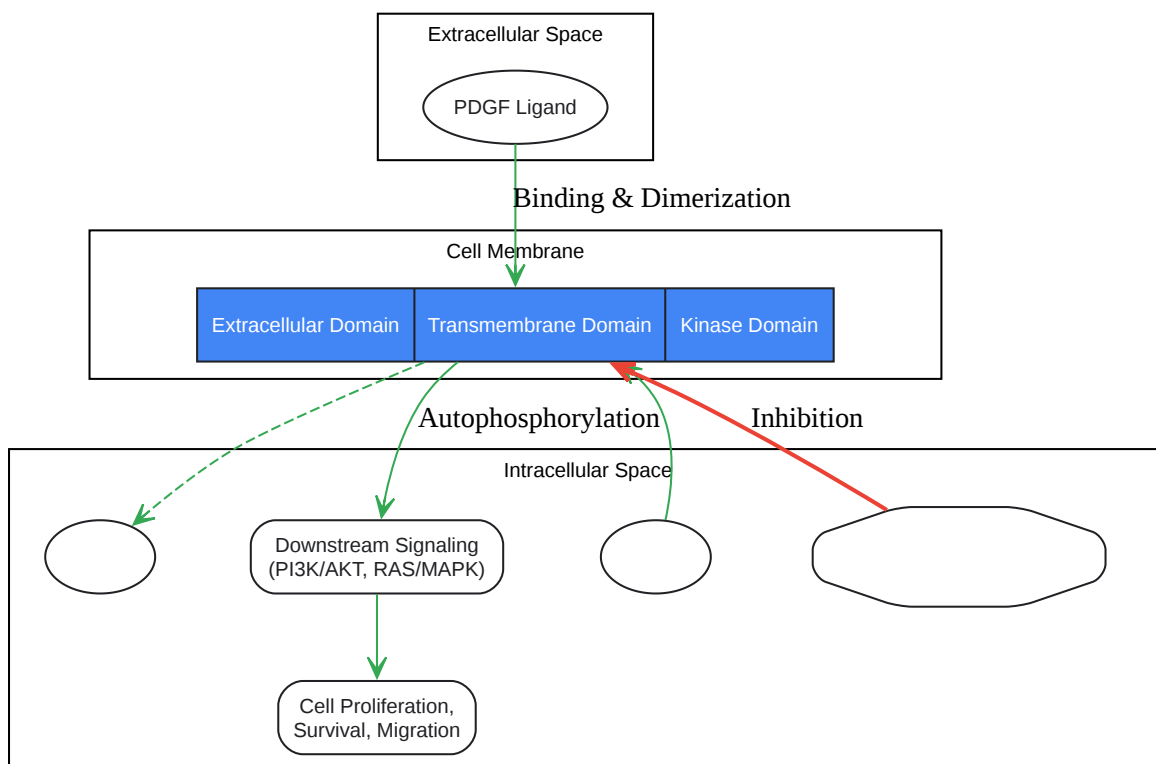 Extracellular Space
PDGF Ligand
Binding & Dimerization
Cell Membrane
Extracellular Domain
Transmembrane Domain
Kinase Domain
Autophosphorylation
Inhibition
Intracellular Space
Downstream Signaling
(PI3K/AKT, RAS/MAPK)
Cell Proliferation,
Survival, Migration